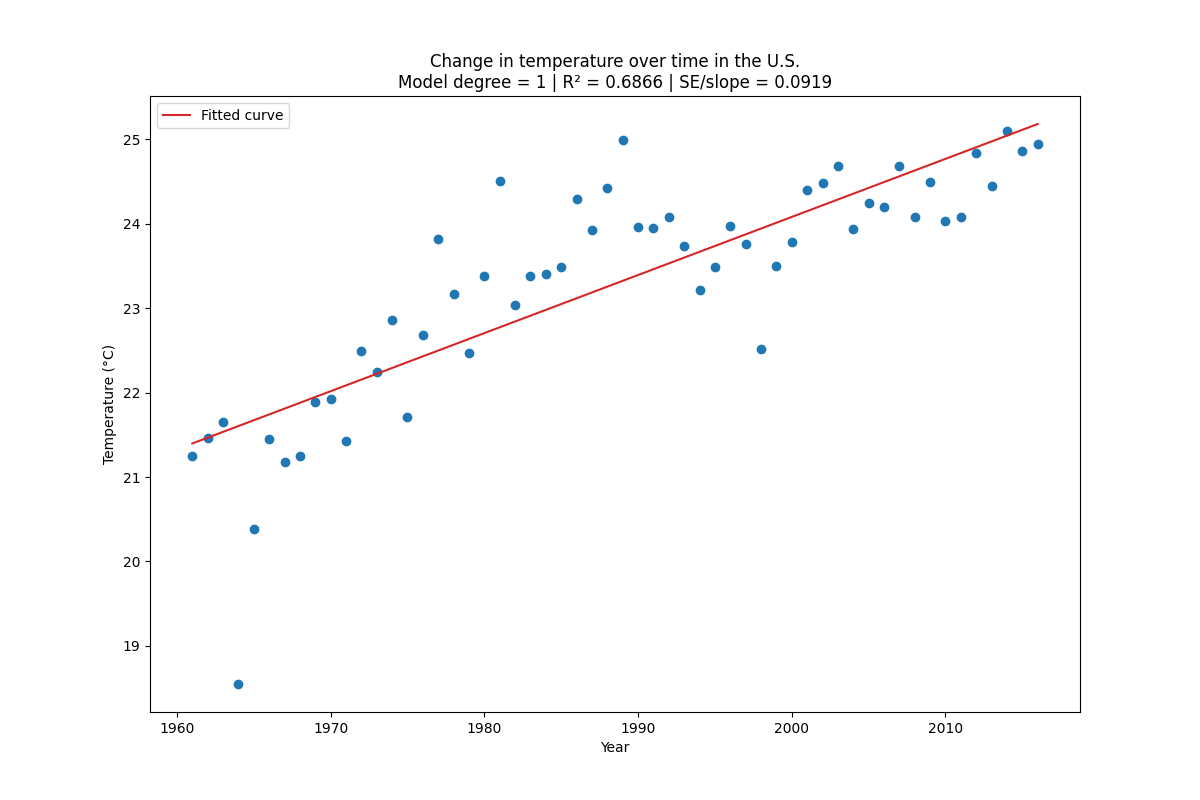 Change in temperature over time in the U.S.
Model degree = 1 | R² = 0.6866 | SE/slope = 0.0919
Fitted curve
25
24
23
22
21
20
19
Temperature (°C)
1960 1970 1980 1990 2000 2010
Year